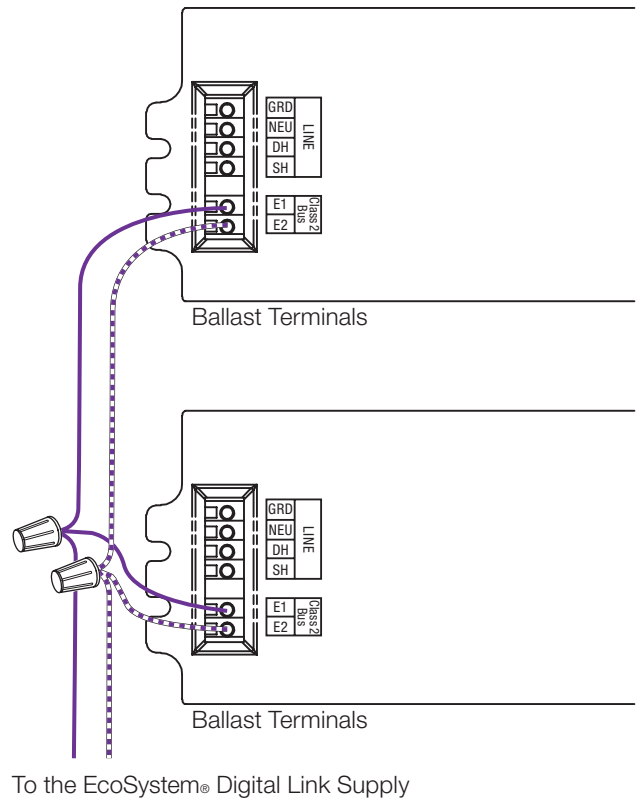 GRD
NEU
DH
SH
LINE
E1
E2
Class 2
Bus
Ballast Terminals
GRD
NEU
DH
SH
LINE
E1
E2
Class 2
Bus
Ballast Terminals
To the EcoSystem® Digital Link Supply